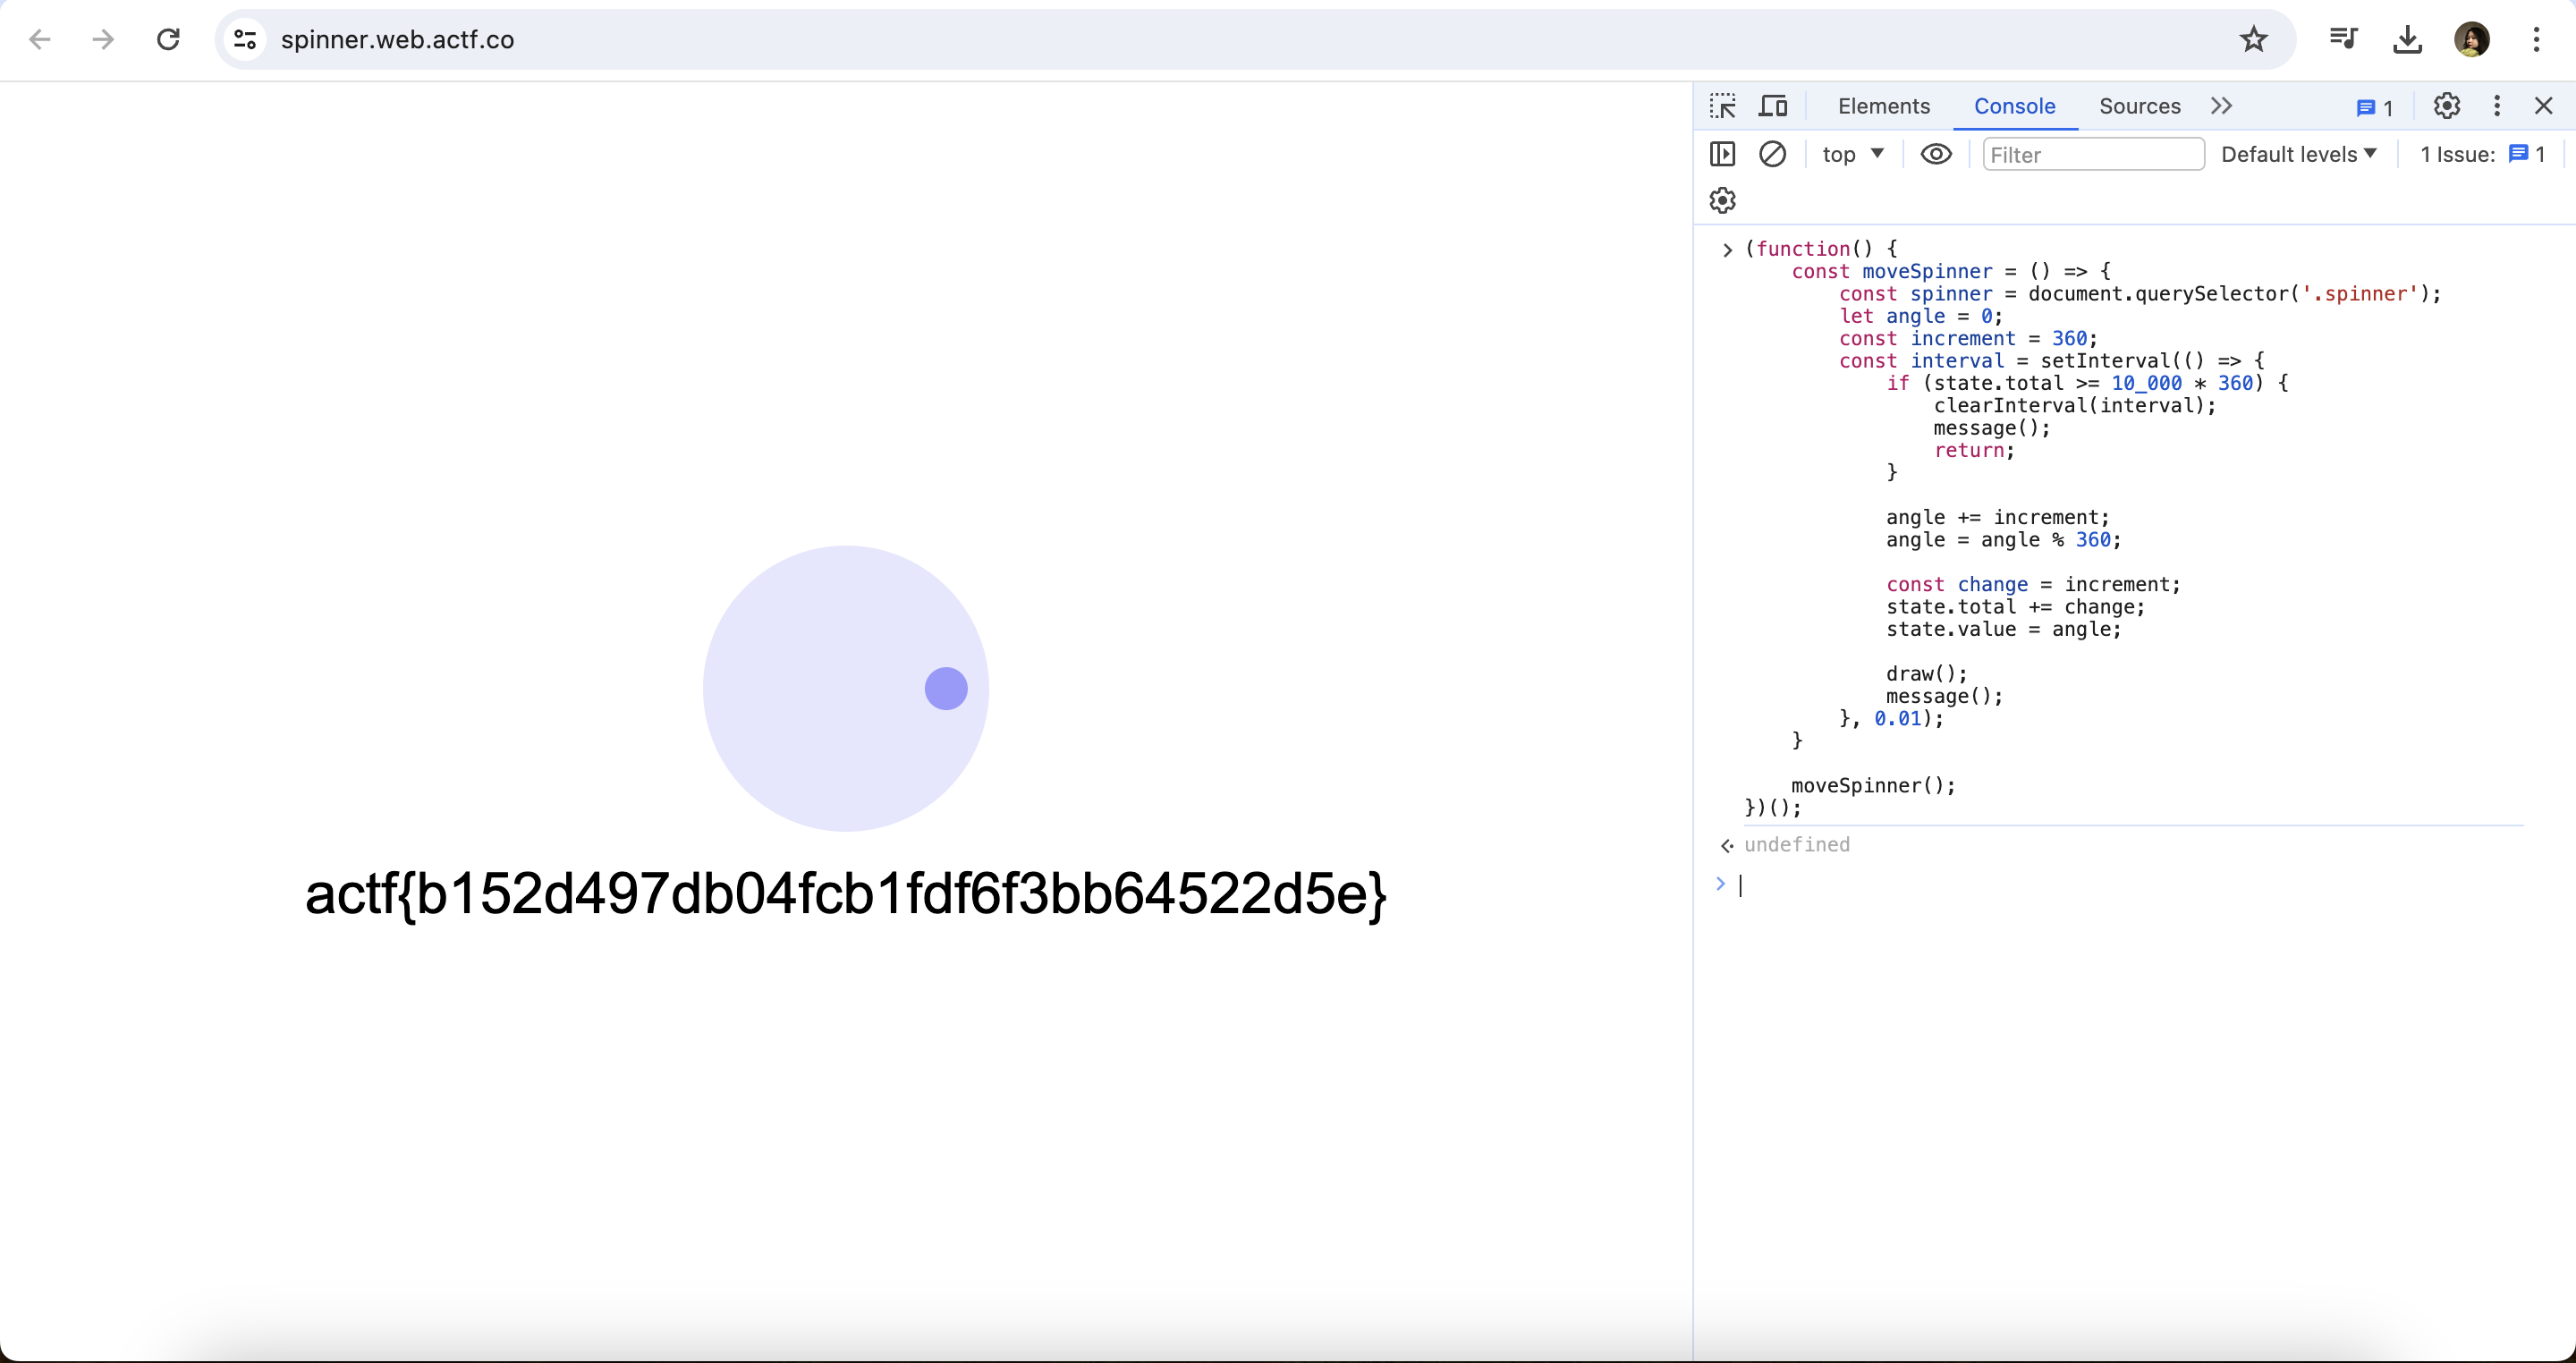 spinner.web.actf.co
Elements Console Sources 1
top Filter Default levels 1 Issue: 1
(function() {
    const moveSpinner = () => {
        const spinner = document.querySelector('.spinner');
        let angle = 0;
        const increment = 360;
        const interval = setInterval(() => {
            if (state.total >= 10_000 * 360) {
                clearInterval(interval);
                message();
                return;
            }
            angle += increment;
            angle = angle % 360;
            const change = increment;
            state.total += change;
            state.value = angle;
            draw();
            message();
        }, 0.01);
    }
    moveSpinner();
})();
undefined
actf{b152d497db04fcb1fdf6f3bb64522d5e}